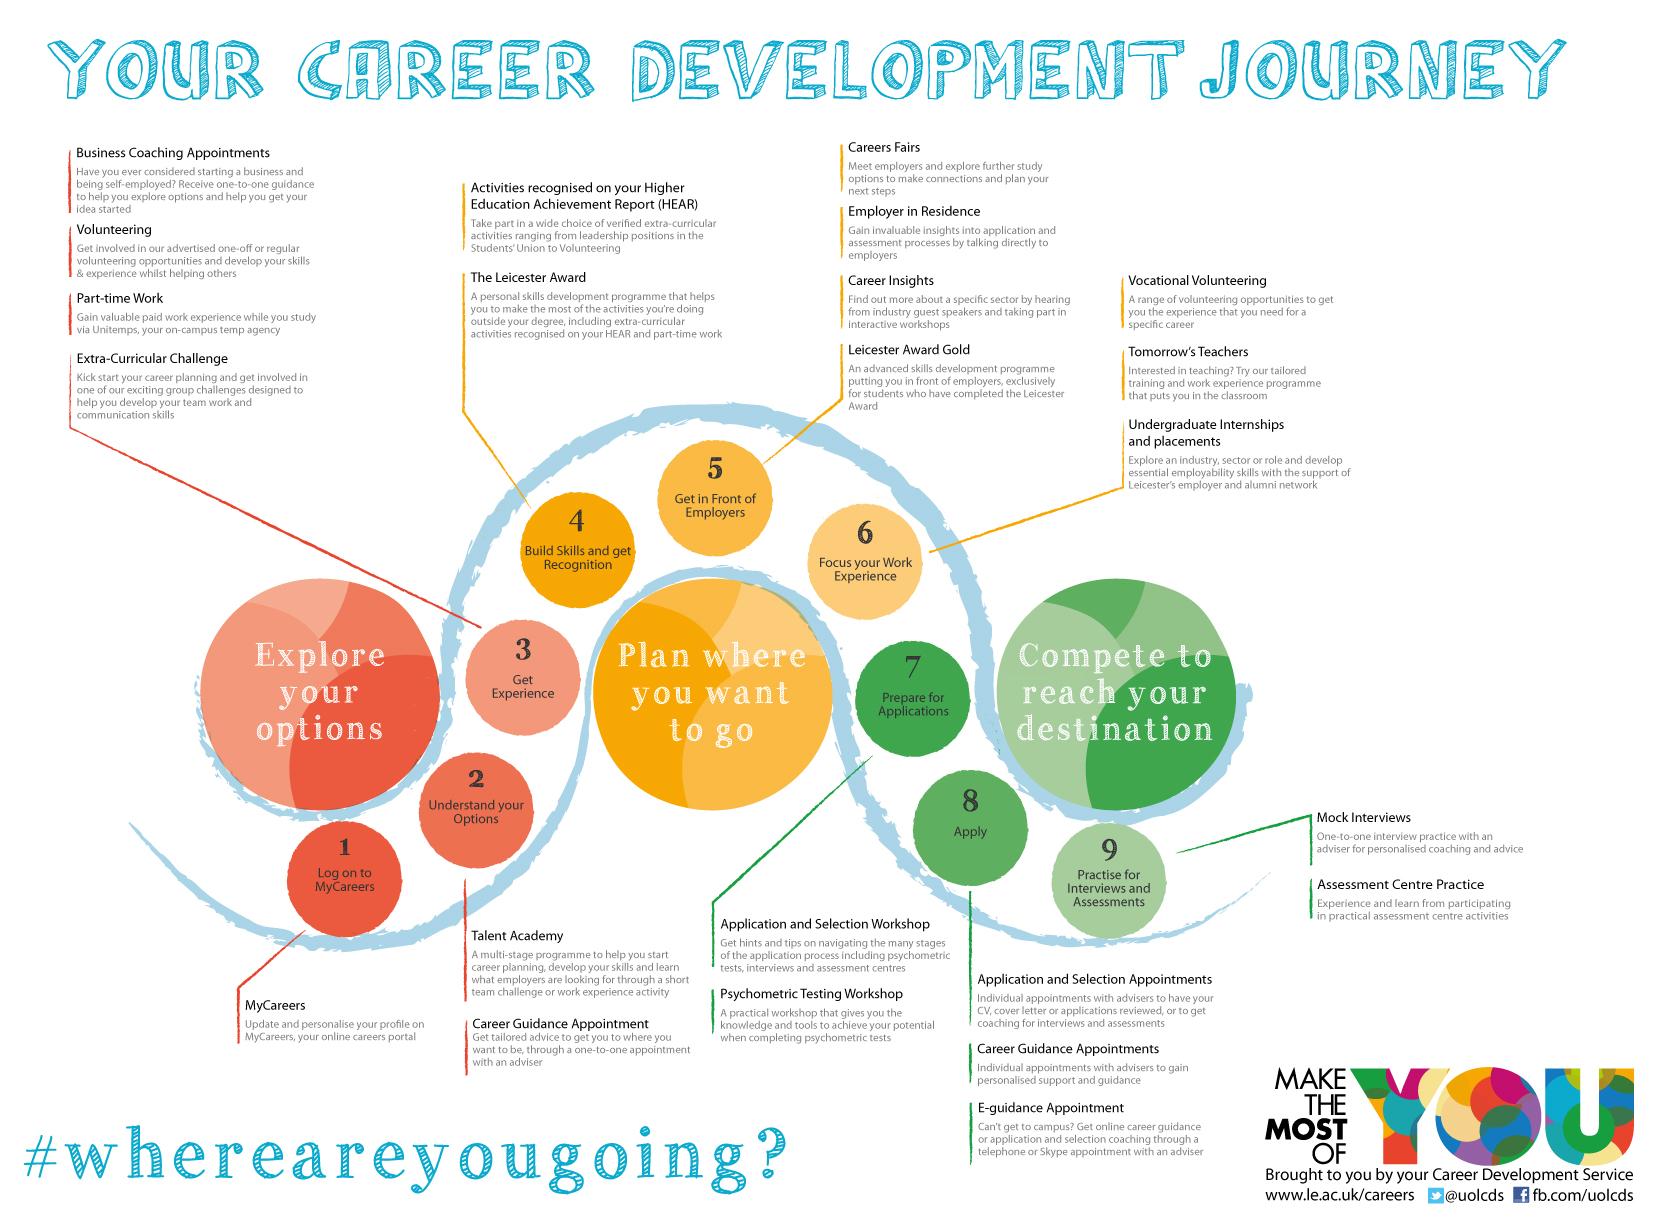 YOUR CAREER DEVELOPMENT JOURNEY
Business Coaching Appointments
Have you ever considered starting a business and
being self-employed? Receive one-to-one guidance
to help you explore options and help you get your
idea started
Volunteering
Get involved in our advertised one-off or regular
volunteering opportunities and develop your skills
& experience whilst helping others
Part-time Work
Gain valuable paid work experience while you study
via Unitemps, your on-campus temp agency
Extra-Curricular Challenge
Kick start your career planning and get involved in
one of our exciting group challenges designed to
help you develop your team work and
communication skills
Activities recognised on your Higher
Education Achievement Report (HEAR)
Take part in a wide choice of verified extra-curricular
activities ranging from leadership positions in the
Students' Union to Volunteering
The Leicester Award
A personal skills development programme that helps
you to make the most of the activities you're doing
outside your degree, including extra-curricular
activities recognised on your HEAR and part-time work
Careers Fairs
Meet employers and explore further study
options to make connections and plan your
next steps
Employer in Residence
Gain invaluable insights into application and
assessment processes by talking directly to
employers
Career Insights
Find out more about a specific sector by hearing
from industry guest speakers and taking part in
interactive workshops
Leicester Award Gold
An advanced skills development programme
putting you in front of employers, exclusively
for students who have completed the Leicester
Award
Vocational Volunteering
A range of volunteering opportunities to get
you the experience that you need for a
specific career
Tomorrow's Teachers
Interested in teaching? Try our tailored
training and work experience programme
that puts you in the classroom
Undergraduate Internships
and placements
Explore an industry, sector or role and develop
essential employability skills with the support of
Leicester's employer and alumni network
Explore
your
options
1
Log on to
MyCareers
2
Understand your
Options
3
Get
Experience
4
Build Skills and get
Recognition
5
Get in Front of
Employers
6
Focus your Work
Experience
Plan where
you want
to go
7
Prepare for
Applications
8
Apply
9
Practise for
Interviews and
Assessments
Compete to
reach your
destination
MyCareers
Update and personalise your profile on
MyCareers, your online careers portal
Talent Academy
A multi-stage programme to help you start
career planning, develop your skills and learn
what employers are looking for through a short
team challenge or work experience activity
Career Guidance Appointment
Get tailored advice to get you to where you
want to be, through a one-to-one appointment
with an adviser
Application and Selection Workshop
Get hints and tips on navigating the many stages
of the application process including psychometric
tests, interviews and assessment centres
Psychometric Testing Workshop
A practical workshop that gives you the
knowledge and tools to achieve your potential
when completing psychometric tests
Application and Selection Appointments
Individual appointments with advisers to have your
CV, cover letter or applications reviewed, or to get
coaching for interviews and assessments
Career Guidance Appointments
Individual appointments with advisers to gain
personalised support and guidance
E-guidance Appointment
Can't get to campus? Get online career guidance
or application and selection coaching through a
telephone or Skype appointment with an adviser
Mock Interviews
One-to-one interview practice with an
adviser for personalised coaching and advice
Assessment Centre Practice
Experience and learn from participating
in practical assessment centre activities
#whereareyougoing?
MAKE
THE
MOST
OF
YOU
Brought to you by your Career Development Service
www.le.ac.uk/careers @uolcds fb.com/uolcds